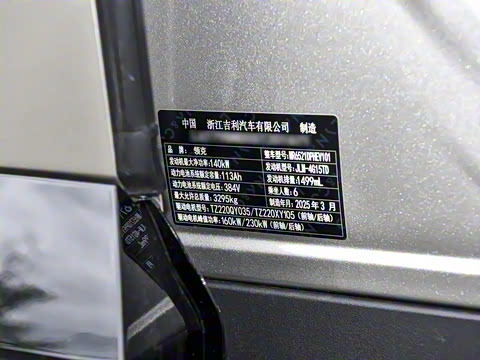 中国 浙江吉利汽车有限公司 制造
品牌：领克 整车型号：MR6521DPHEV101
发动机最大净功率：140kW 发动机型号：JLH-4G15TD
动力电池系统额定容量：113Ah 发动机排量：1499mL
动力电池系统额定电压：384V 乘坐人数：6
最大允许总质量：3295kg 制造年月：2025年3月
驱动电机型号：TZ220QY035/TZ220XY105（前轴/后轴）
驱动电机峰值功率：160kW/230kW（前轴/后轴）